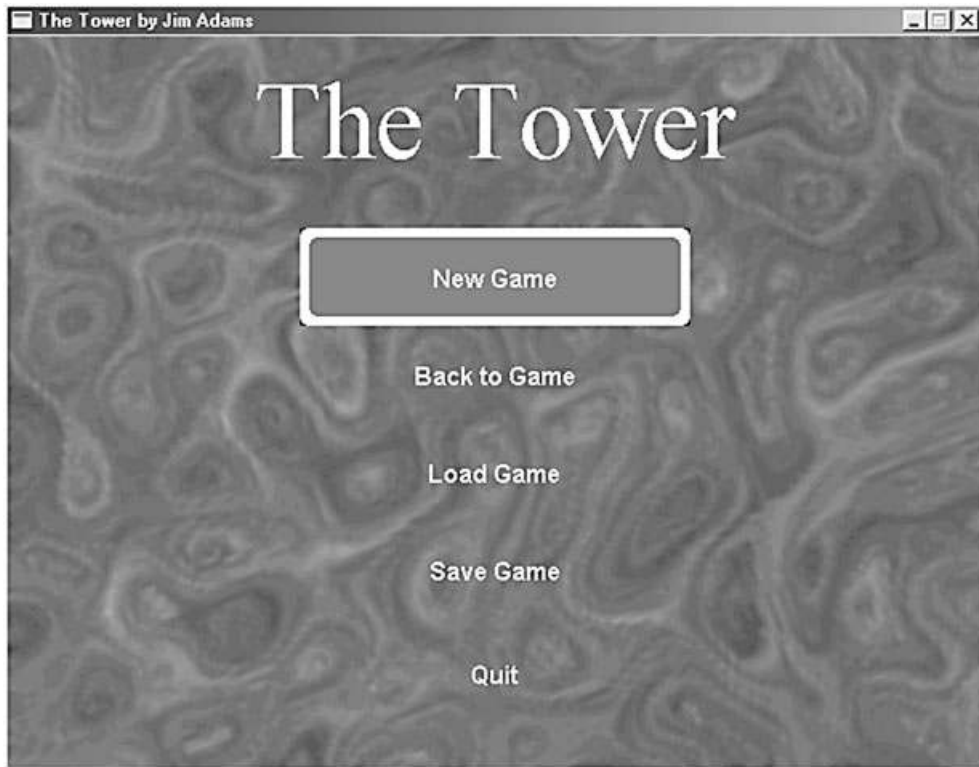 The Tower by Jim Adams
The Tower
New Game
Back to Game
Load Game
Save Game
Quit